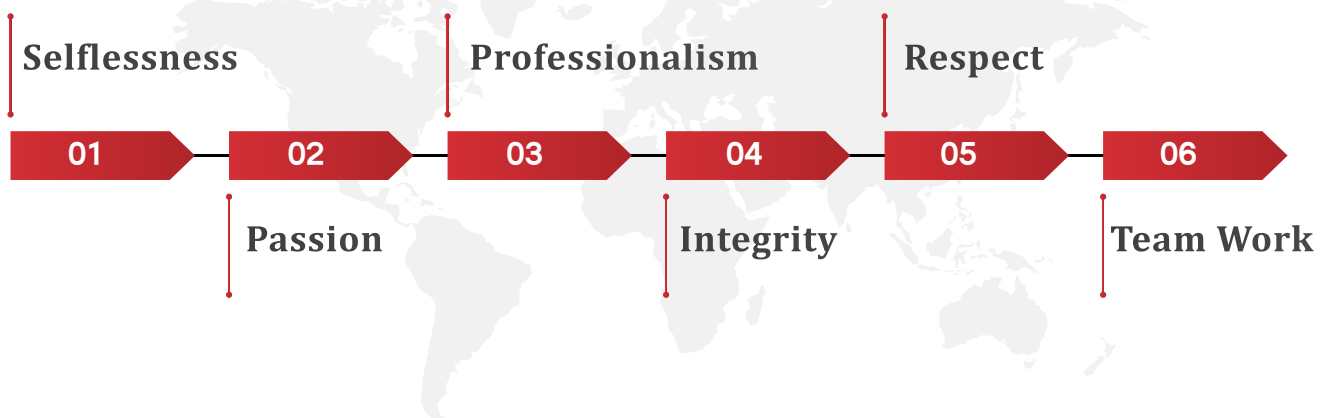 Selflessness
Professionalism
Respect
01
02
03
04
05
06
Passion
Integrity
Team Work